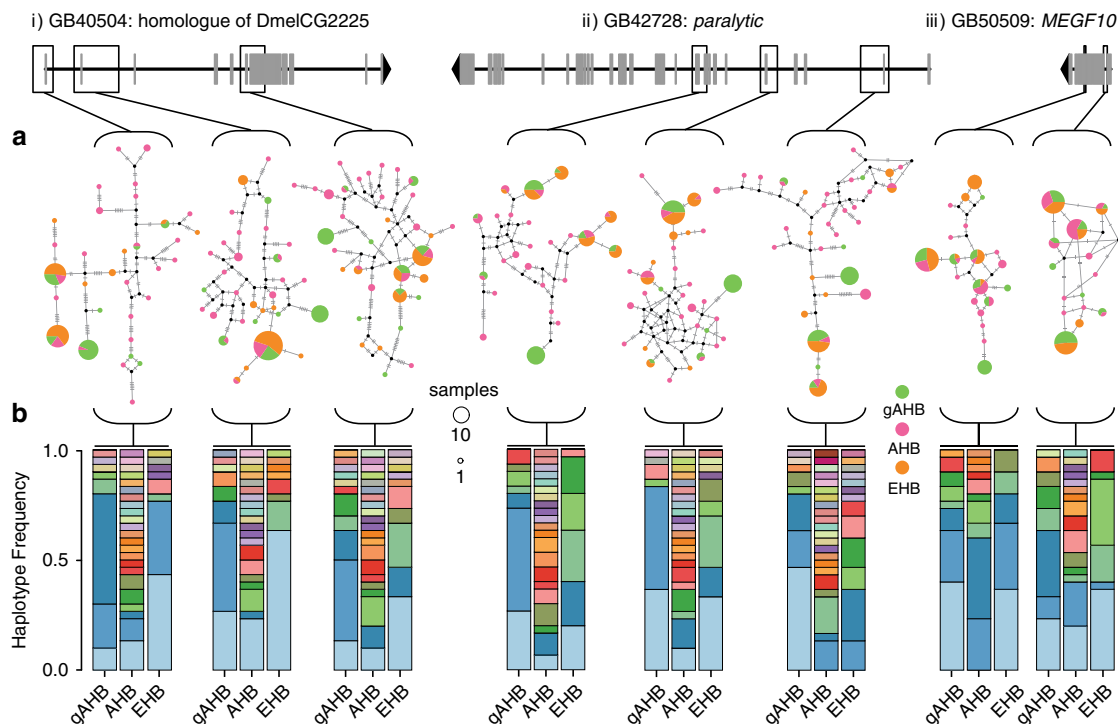 i) GB40504: homologue of DmelCG2225
ii) GB42728: paralytic
iii) GB50509: MEGF10
a
samples
10
1
gAHB
AHB
EHB
b
Haplotype Frequency
1.0
0.5
0.0
gAHB AHB EHB gAHB AHB EHB gAHB AHB EHB gAHB AHB EHB gAHB AHB EHB gAHB AHB EHB gAHB AHB EHB gAHB AHB EHB